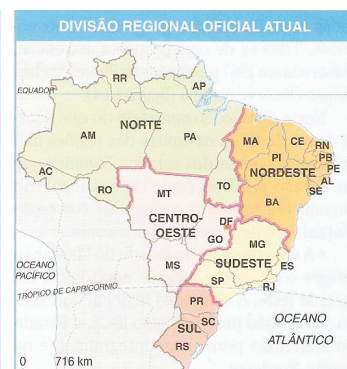 DIVISÃO REGIONAL OFICIAL ATUAL
RR
AP
EQUADOR
AM
NORTE
PA
MA
CE
RN
PB
PE
AL
SE
PI
NORDESTE
AC
RO
TO
BA
MT
CENTRO-
OESTE
DF
GO
MG
MS
SUDESTE
ES
SP
RJ
OCEANO
PACÍFICO
TRÓPICO DE CAPRICÓRNIO
PR
SUL
SC
RS
OCEANO
ATLÂNTICO
0 716 km